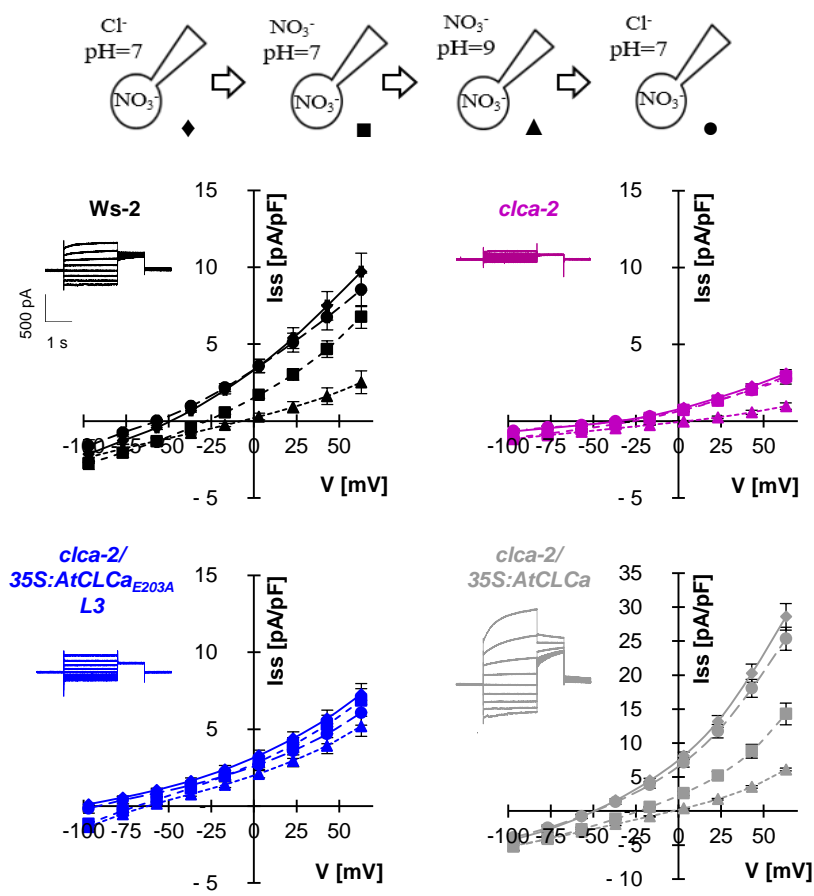 Cl- NO3- NO3- Cl-
pH=7 pH=7 pH=9 pH=7
NO3- NO3- NO3- NO3-
Ws-2
500 pA
1 s
15
10
5
-5
Iss [pA/pF]
-100 -75 -50 -25 0 25 50
V [mV]
clca-2
15
10
5
-5
Iss [pA/pF]
-100 -75 -50 -25 0 25 50
V [mV]
clca-2/
35S:AtCLCaE203A
L3
15
10
5
-5
Iss [pA/pF]
-100 -75 -50 -25 0 25 50
V [mV]
clca-2/
35S:AtCLCa
35
30
25
20
15
10
5
0
-5
-10
Iss [pA/pF]
-100 -75 -50 -25 0 25 50
V [mV]